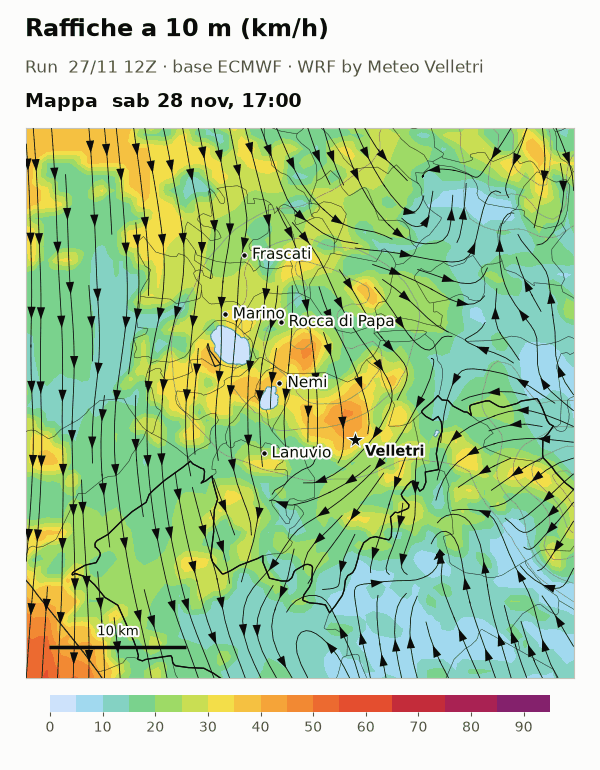 Raffiche a 10 m (km/h)
Run  27/11 12Z · base ECMWF · WRF by Meteo Velletri
Mappa  sab 28 nov, 17:00
Frascati
Marino
Rocca di Papa
Nemi
Velletri
Lanuvio
10 km
0 10 20 30 40 50 60 70 80 90